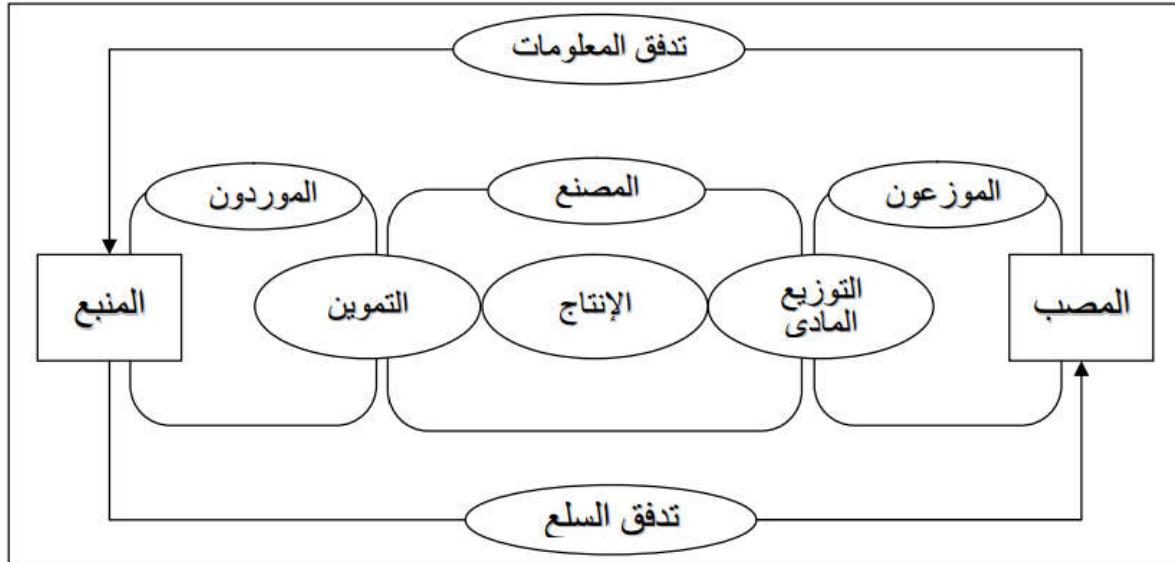 تدفق المعلومات
الموزعون
المصنع
الموردون
المصب
التوزيع
المادى
الإنتاج
التموين
المنبع
تدفق السلع